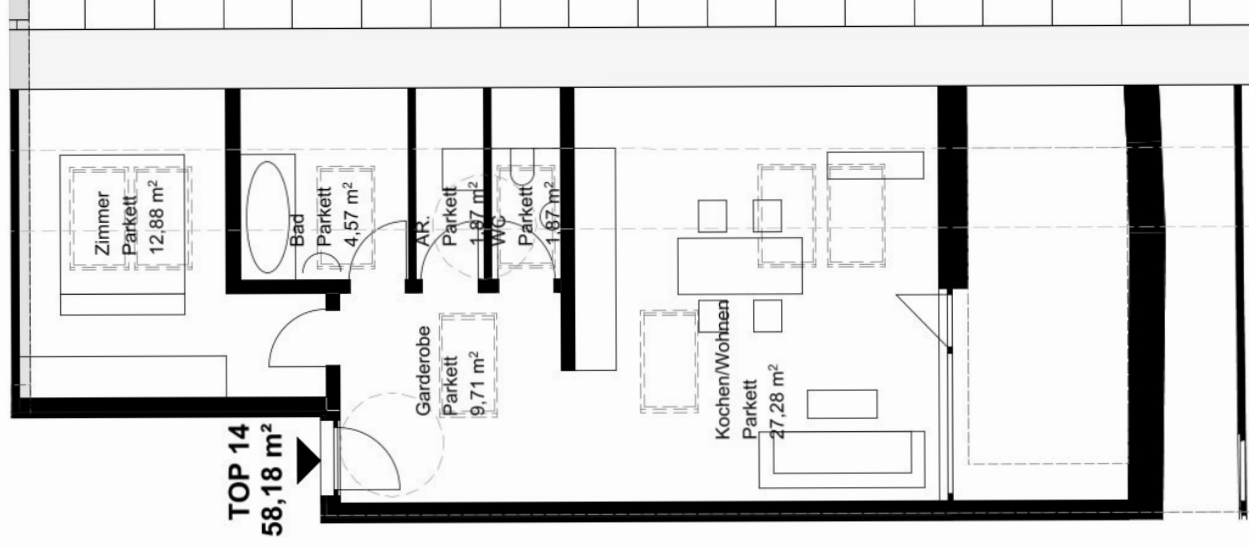 TOP 14
58,18 m²
Zimmer
Parkett
12,88 m²
Bad
Parkett
4,57 m²
AR.
Parkett
1,87 m²
WC
Parkett
1,87 m²
Garderobe
Parkett
9,71 m²
Kochen/Wohnen
Parkett
27,28 m²